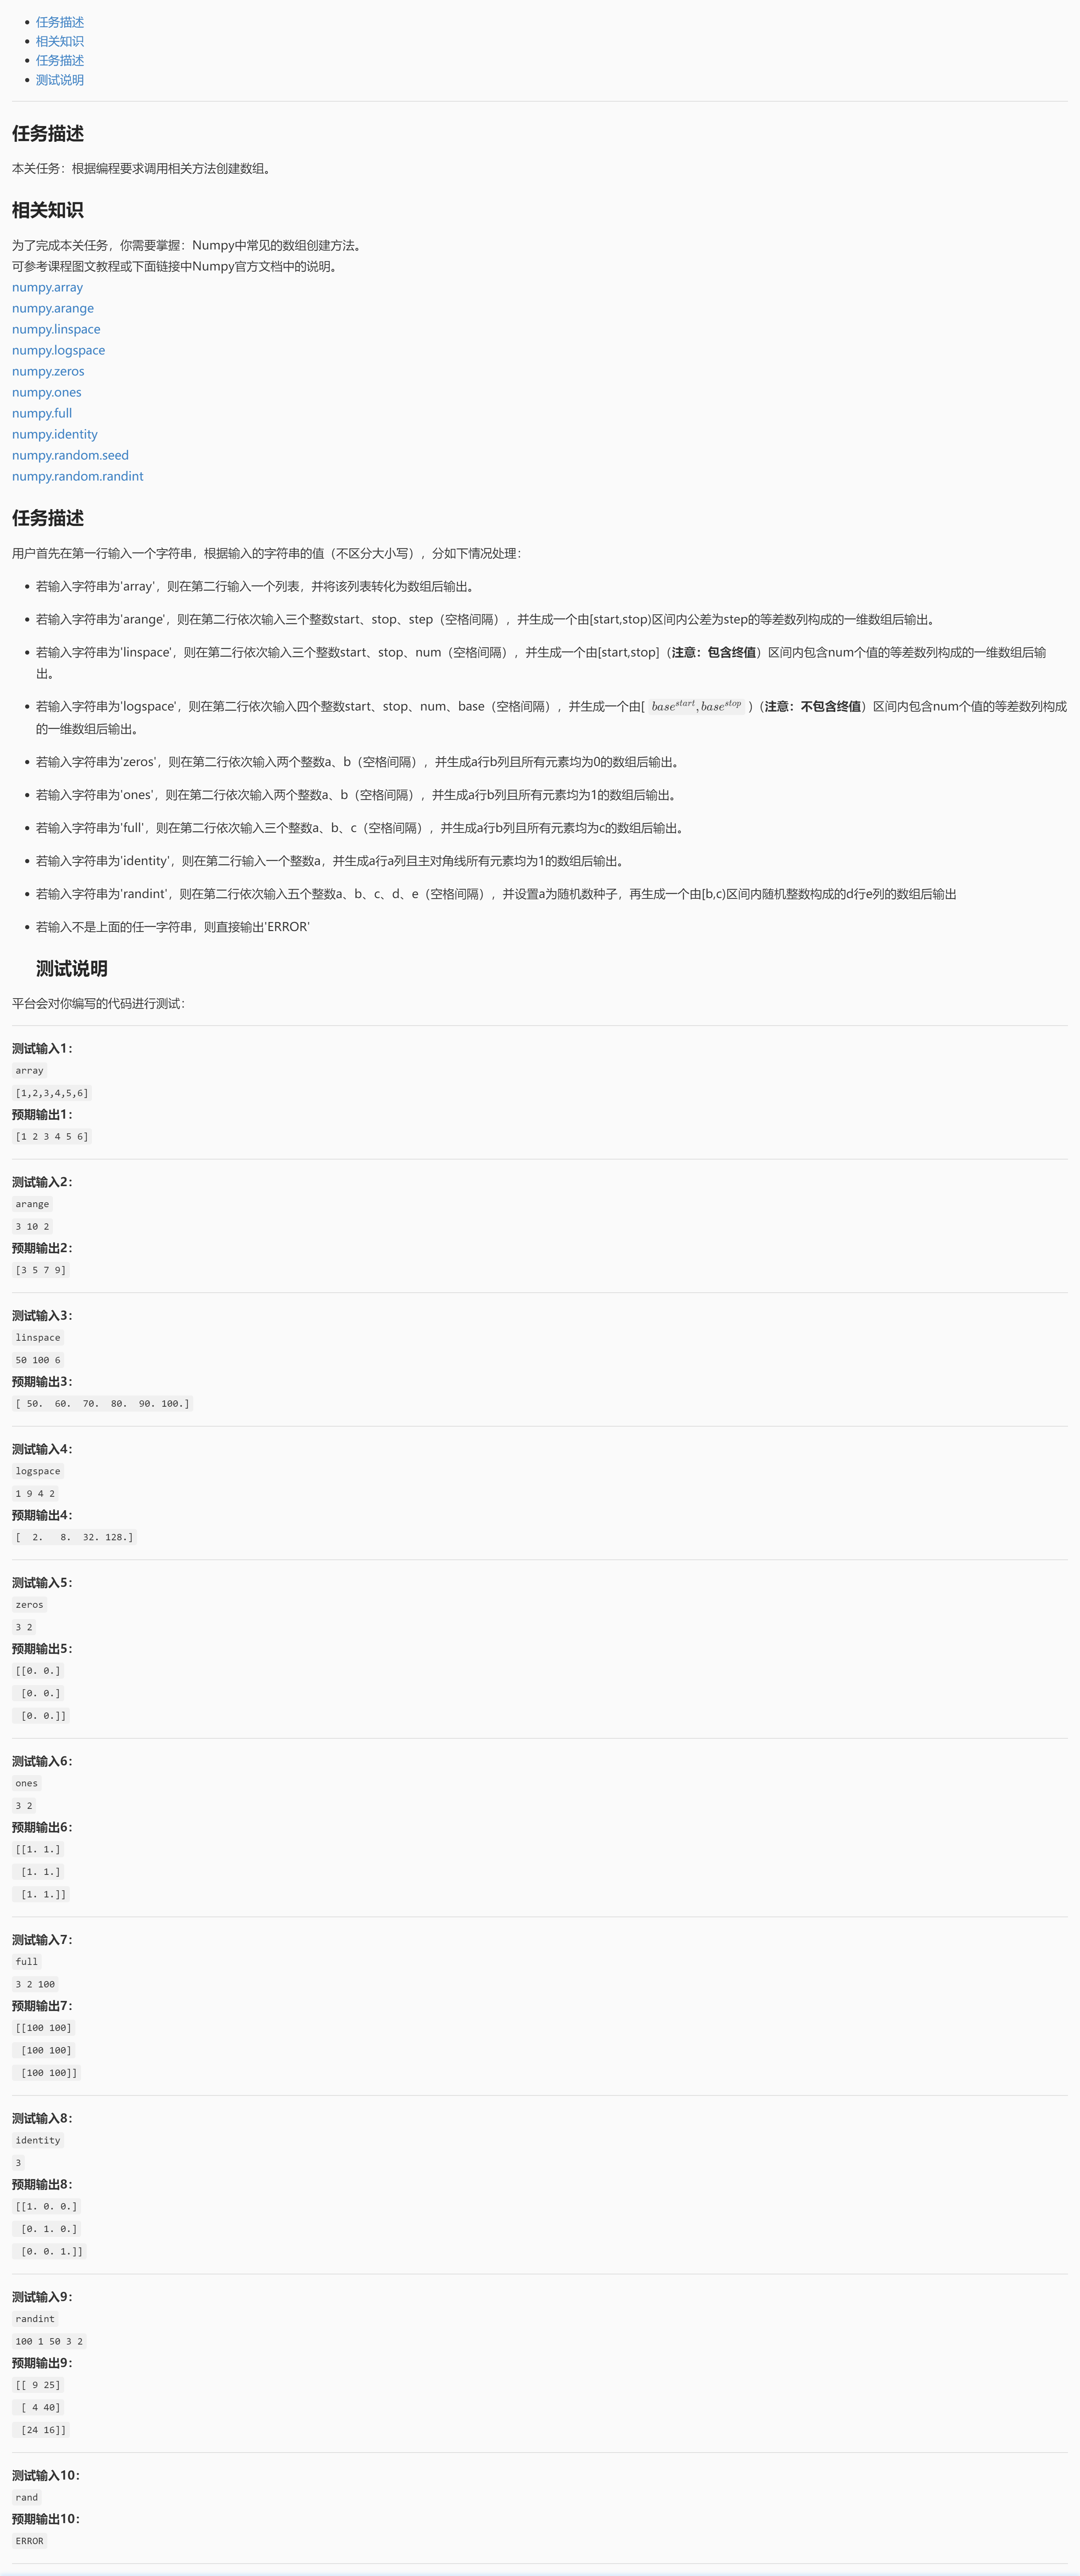 任务描述
相关知识
任务描述
测试说明
任务描述
本关任务：根据编程要求调用相关方法创建数组。
相关知识
为了完成本关任务，你需要掌握：Numpy中常见的数组创建方法。
可参考课程图文教程或下面链接中Numpy官方文档中的说明。
numpy.array
numpy.arange
numpy.linspace
numpy.logspace
numpy.zeros
numpy.ones
numpy.full
numpy.identity
numpy.random.seed
numpy.random.randint
任务描述
用户首先在第一行输入一个字符串，根据输入的字符串的值（不区分大小写），分如下情况处理：
若输入字符串为'array'，则在第二行输入一个列表，并将该列表转化为数组后输出。
若输入字符串为'arange'，则在第二行依次输入三个整数start、stop、step（空格间隔），并生成一个由[start,stop)区间内公差为step的等差数列构成的一维数组后输出。
若输入字符串为'linspace'，则在第二行依次输入三个整数start、stop、num（空格间隔），并生成一个由[start,stop]（注意：包含终值）区间内包含num个值的等差数列构成的一维数组后输
出。
若输入字符串为'logspace'，则在第二行依次输入四个整数start、stop、num、base（空格间隔），并生成一个由[ base^{start},base^{stop} )（注意：不包含终值）区间内包含num个值的等差数列构成
的一维数组后输出。
若输入字符串为'zeros'，则在第二行依次输入两个整数a、b（空格间隔），并生成a行b列且所有元素均为0的数组后输出。
若输入字符串为'ones'，则在第二行依次输入两个整数a、b（空格间隔），并生成a行b列且所有元素均为1的数组后输出。
若输入字符串为'full'，则在第二行依次输入三个整数a、b、c（空格间隔），并生成a行b列且所有元素均为c的数组后输出。
若输入字符串为'identity'，则在第二行输入一个整数a，并生成a行a列且主对角线所有元素均为1的数组后输出。
若输入字符串为'randint'，则在第二行依次输入五个整数a、b、c、d、e（空格间隔），并设置a为随机数种子，再生成一个由[b,c)区间内随机整数构成的d行e列的数组后输出
若输入不是上面的任一字符串，则直接输出'ERROR'
测试说明
平台会对你编写的代码进行测试：
测试输入1：
array
[1,2,3,4,5,6]
预期输出1：
[1 2 3 4 5 6]
测试输入2：
arange
3 10 2
预期输出2：
[3 5 7 9]
测试输入3：
linspace
50 100 6
预期输出3：
[ 50.  60.  70.  80.  90. 100.]
测试输入4：
logspace
1 9 4 2
预期输出4：
[  2.   8.  32. 128.]
测试输入5：
zeros
3 2
预期输出5：
[[0. 0.]
 [0. 0.]
 [0. 0.]]
测试输入6：
ones
3 2
预期输出6：
[[1. 1.]
 [1. 1.]
 [1. 1.]]
测试输入7：
full
3 2 100
预期输出7：
[[100 100]
 [100 100]
 [100 100]]
测试输入8：
identity
3
预期输出8：
[[1. 0. 0.]
 [0. 1. 0.]
 [0. 0. 1.]]
测试输入9：
randint
100 1 50 3 2
预期输出9：
[[ 9 25]
 [ 4 40]
 [24 16]]
测试输入10：
rand
预期输出10：
ERROR